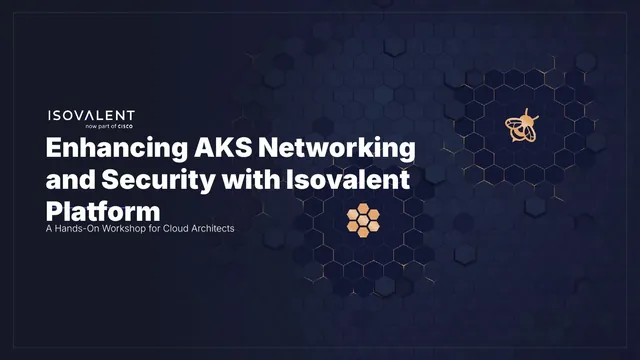 ISOVALENT
now part of CISCO
Enhancing AKS Networking
and Security with Isovalent
Platform
A Hands-On Workshop for Cloud Architects